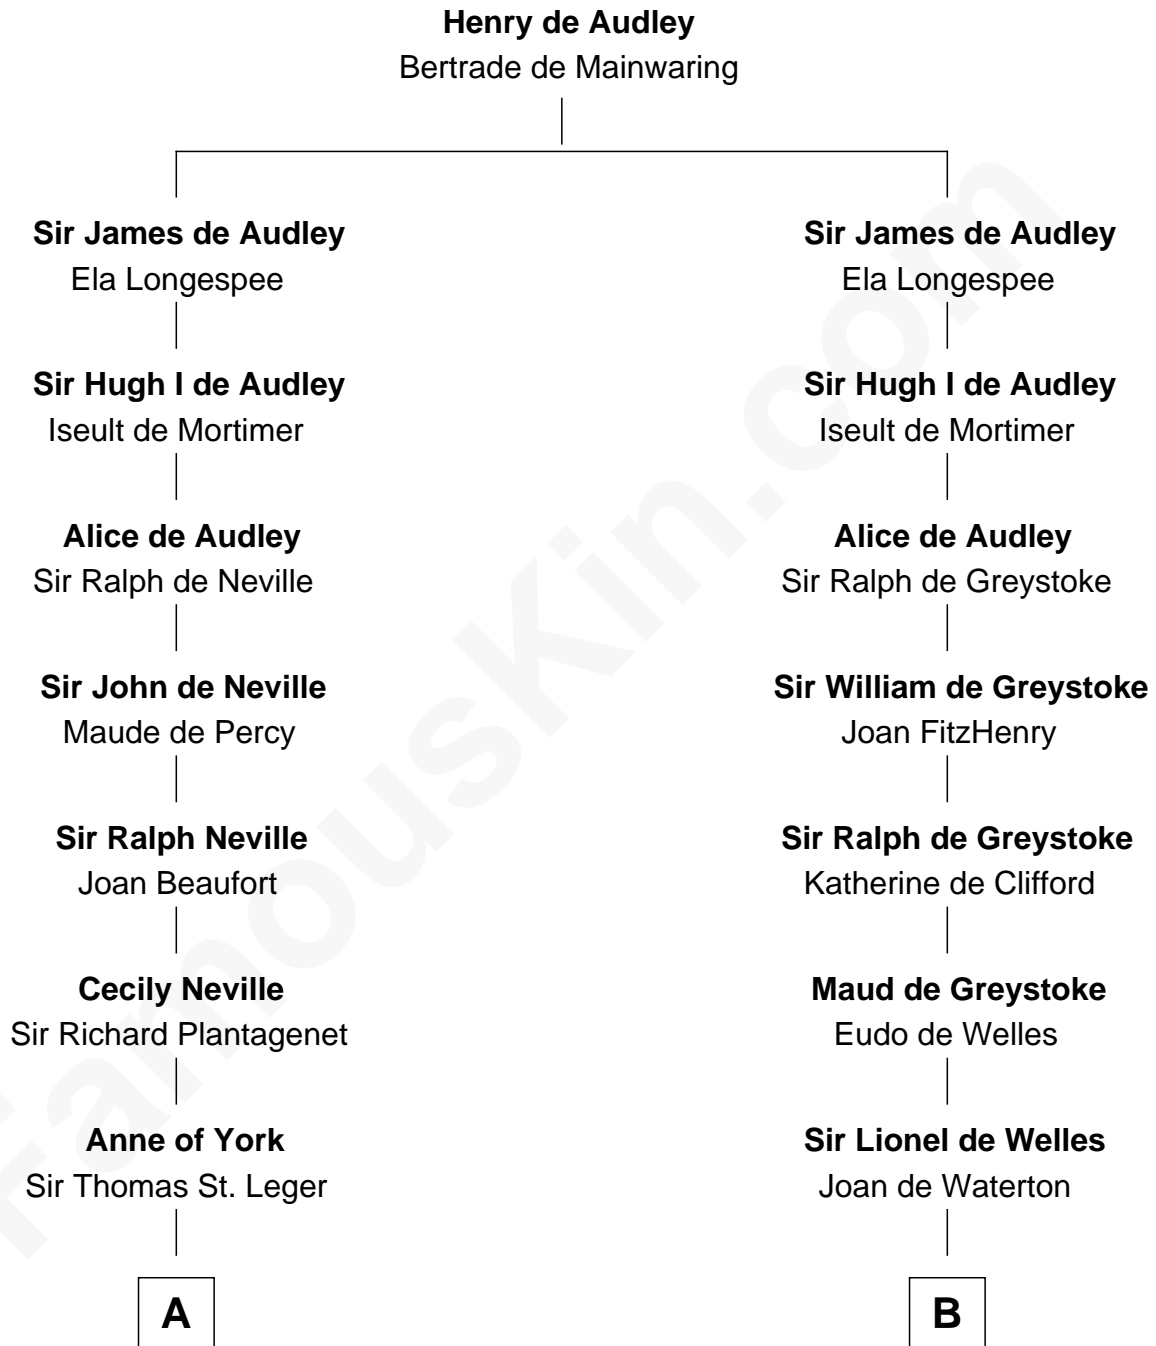 Henry de Audley
Bertrade de Mainwaring
Sir James de Audley
Ela Longespee
Sir Hugh I de Audley
Iseult de Mortimer
Alice de Audley
Sir Ralph de Neville
Sir John de Neville
Maude de Percy
Sir Ralph Neville
Joan Beaufort
Cecily Neville
Sir Richard Plantagenet
Anne of York
Sir Thomas St. Leger
A
Sir James de Audley
Ela Longespee
Sir Hugh I de Audley
Iseult de Mortimer
Alice de Audley
Sir Ralph de Greystoke
Sir William de Greystoke
Joan FitzHenry
Sir Ralph de Greystoke
Katherine de Clifford
Maud de Greystoke
Eudo de Welles
Sir Lionel de Welles
Joan de Waterton
B
FamousKin.com